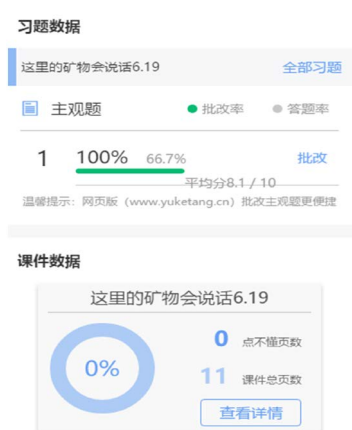 习题数据
这里的矿物会说话6.19 全部习题
主观题 批改率 答题率
1 100% 66.7% 批改
平均分8.1 / 10
温馨提示：网页版（www.yuketang.cn）批改主观题更便捷
课件数据
这里的矿物会说话6.19
0 点不懂页数
0%
11 课件总页数
查看详情